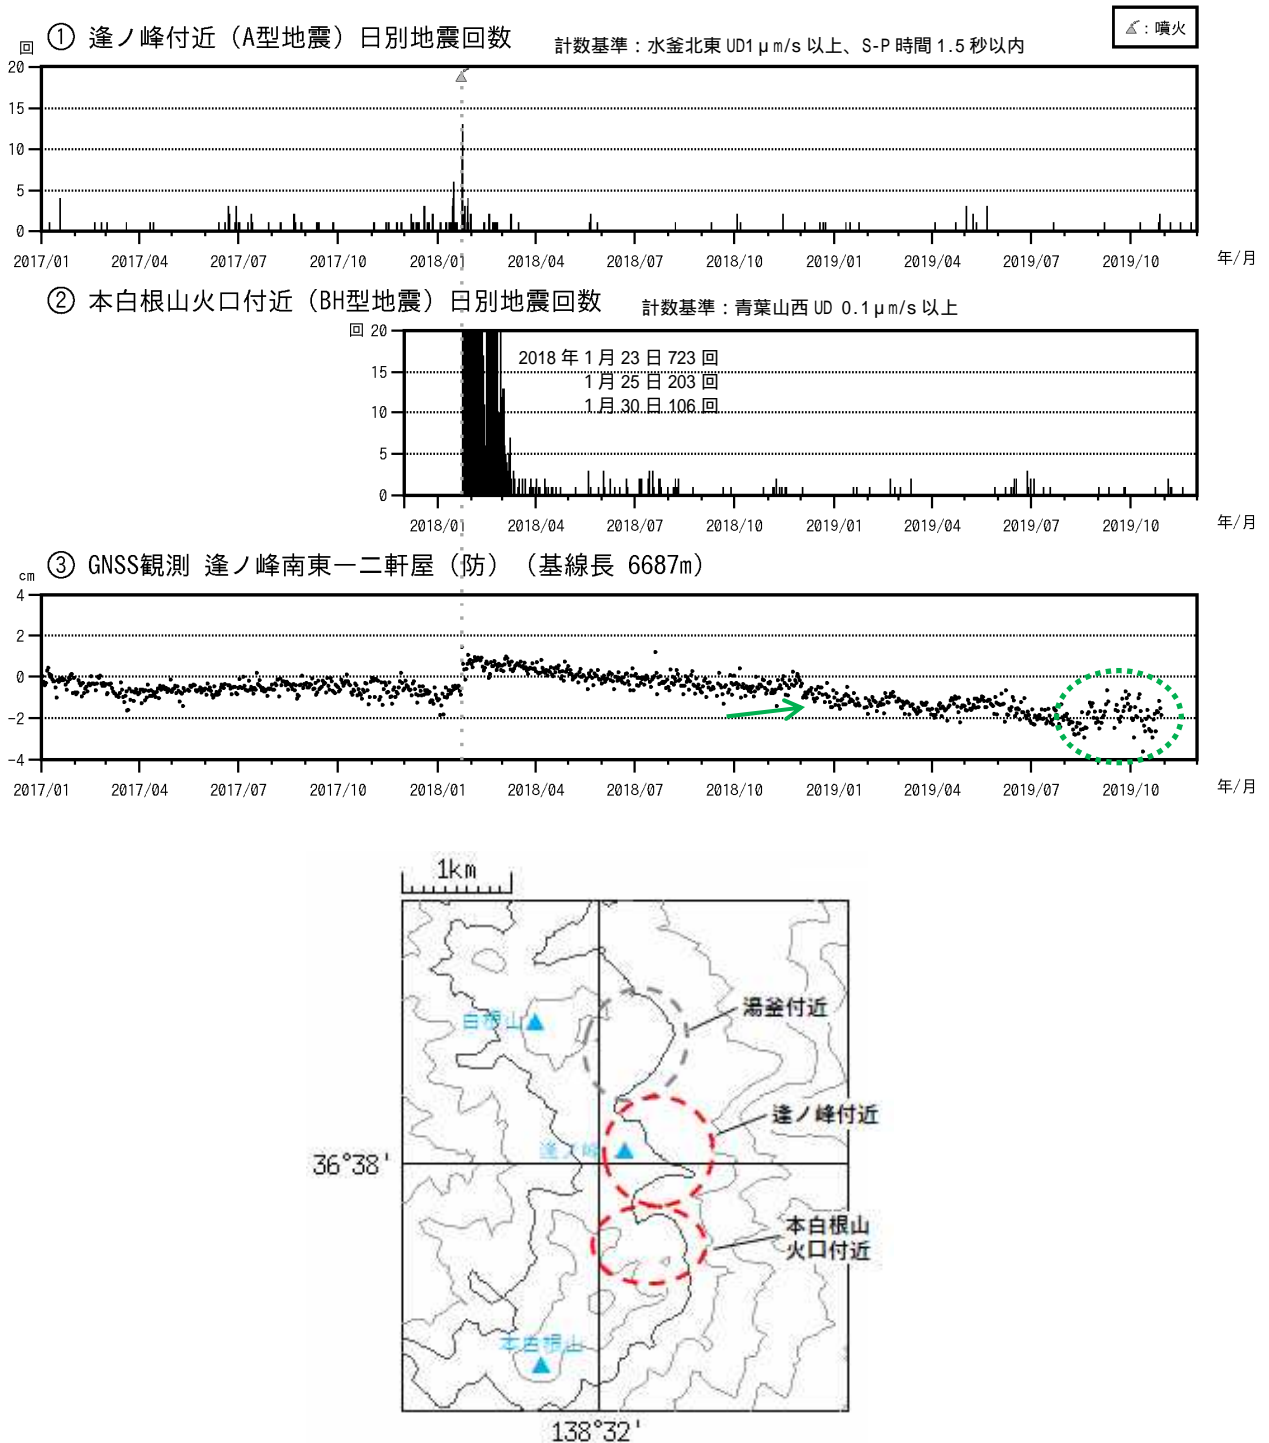 △：噴火
① 逢ノ峰付近（A型地震）日別地震回数 計数基準：水釜北東 UD1μm/s 以上、S-P 時間 1.5 秒以内
回
20
15
10
5
0
2017/01 2017/04 2017/07 2017/10 2018/01 2018/04 2018/07 2018/10 2019/01 2019/04 2019/07 2019/10 年/月
② 本白根山火口付近（BH型地震）日別地震回数 計数基準：青葉山西 UD 0.1μm/s 以上
回 20
15
10
5
0
2018 年 1 月 23 日 723 回
1 月 25 日 203 回
1 月 30 日 106 回
2018/01 2018/04 2018/07 2018/10 2019/01 2019/04 2019/07 2019/10 年/月
③ GNSS観測 逢ノ峰南東－二軒屋（防）（基線長 6687m）
cm
4
2
0
-2
-4
2017/01 2017/04 2017/07 2017/10 2018/01 2018/04 2018/07 2018/10 2019/01 2019/04 2019/07 2019/10 年/月
1km
湯釜付近
白根山
逢ノ峰付近
逢ノ峰
36°38'
本白根山
火口付近
本白根山
138°32'